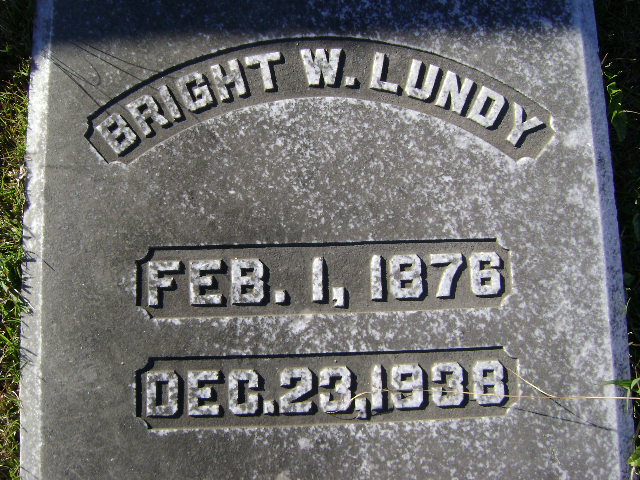 BRIGHT W. LUNDY
FEB. 1, 1876
DEC. 23, 1938